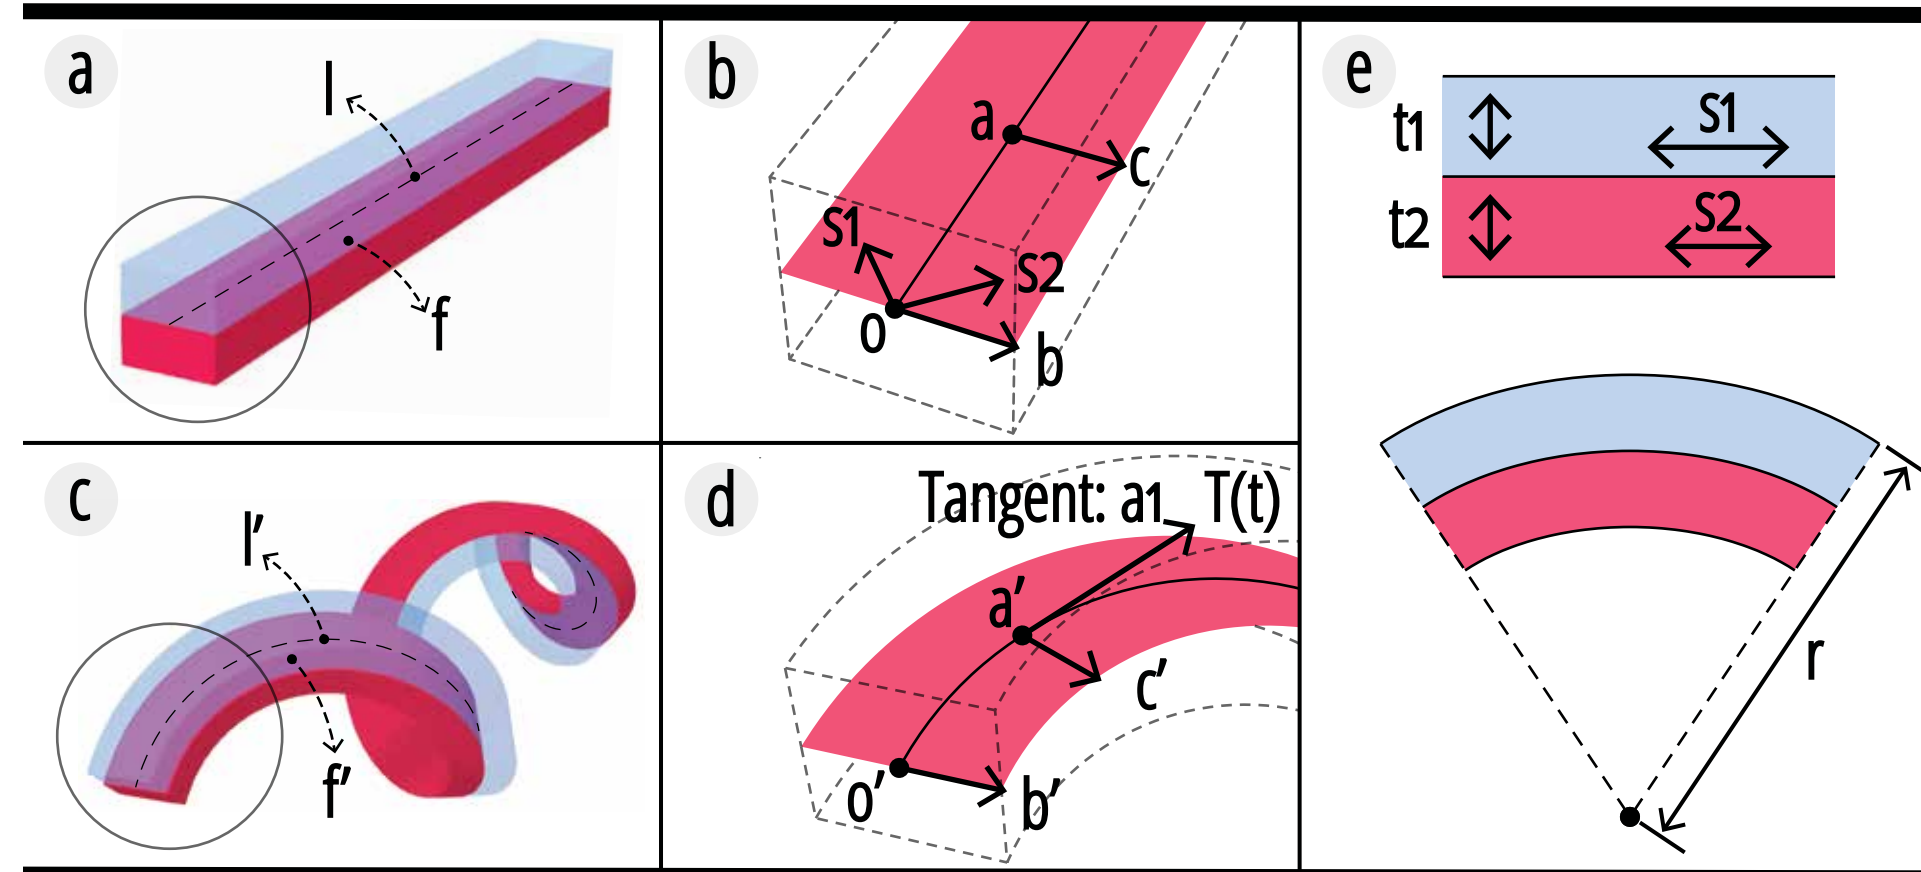 a
l
f
b
a
c
S1
S2
o
b
c
l′
f′
d
Tangent: a1 T(t)
a′
c′
o′
b′
e
t1
S1
t2
S2
r